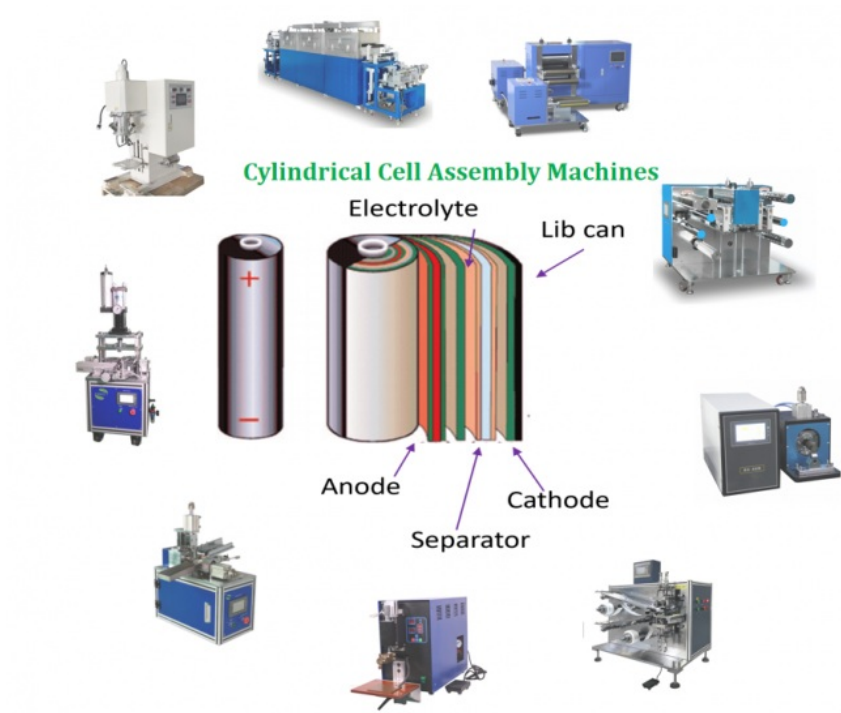 Cylindrical Cell Assembly Machines
Electrolyte
Lib can
+
−
Anode
Cathode
Separator